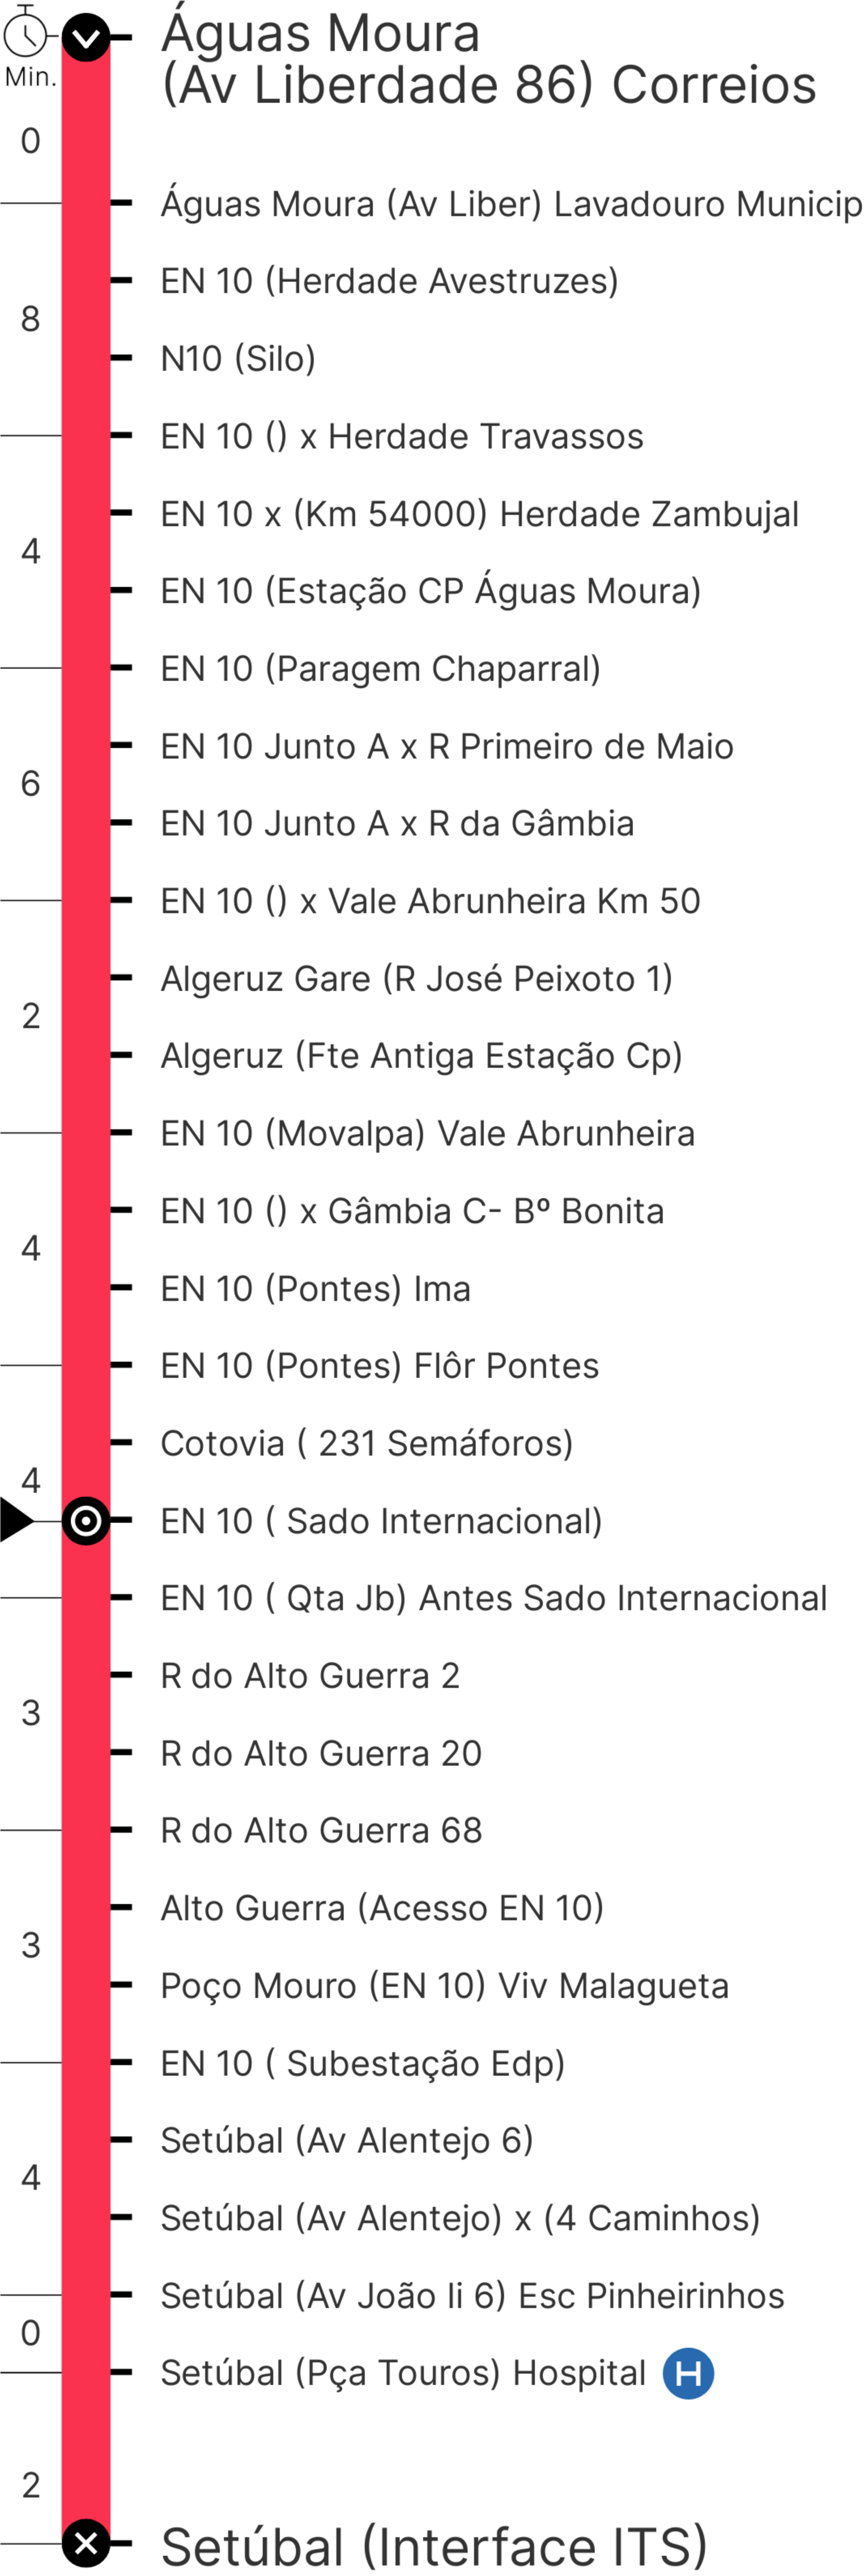 Águas Moura
(Av Liberdade 86) Correios
Min.
0
Águas Moura (Av Liber) Lavadouro Municip
EN 10 (Herdade Avestruzes)
8
N10 (Silo)
EN 10 () x Herdade Travassos
EN 10 x (Km 54000) Herdade Zambujal
4
EN 10 (Estação CP Águas Moura)
EN 10 (Paragem Chaparral)
EN 10 Junto A x R Primeiro de Maio
6
EN 10 Junto A x R da Gâmbia
EN 10 () x Vale Abrunheira Km 50
Algeruz Gare (R José Peixoto 1)
2
Algeruz (Fte Antiga Estação Cp)
EN 10 (Movalpa) Vale Abrunheira
EN 10 () x Gâmbia C- Bº Bonita
4
EN 10 (Pontes) Ima
EN 10 (Pontes) Flôr Pontes
Cotovia ( 231 Semáforos)
4
EN 10 ( Sado Internacional)
EN 10 ( Qta Jb) Antes Sado Internacional
R do Alto Guerra 2
3
R do Alto Guerra 20
R do Alto Guerra 68
Alto Guerra (Acesso EN 10)
3
Poço Mouro (EN 10) Viv Malagueta
EN 10 ( Subestação Edp)
Setúbal (Av Alentejo 6)
4
Setúbal (Av Alentejo) x (4 Caminhos)
Setúbal (Av João Ii 6) Esc Pinheirinhos
0
Setúbal (Pça Touros) Hospital H
2
Setúbal (Interface ITS)